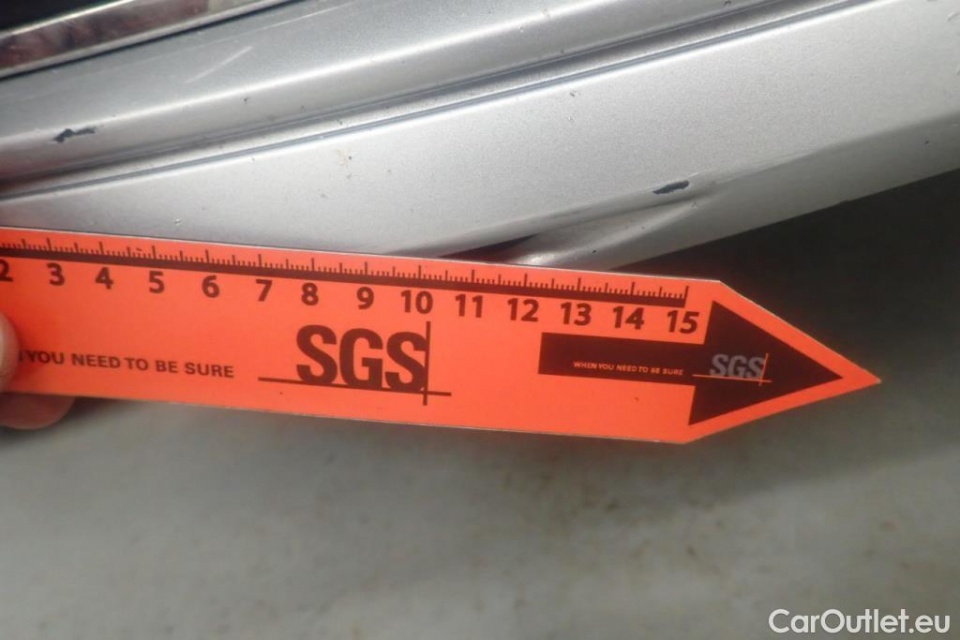 2 3 4 5 6 7 8 9 10 11 12 13 14 15
YOU NEED TO BE SURE
SGS
WHEN YOU NEED TO BE SURE
SGS
CarOutlet.eu